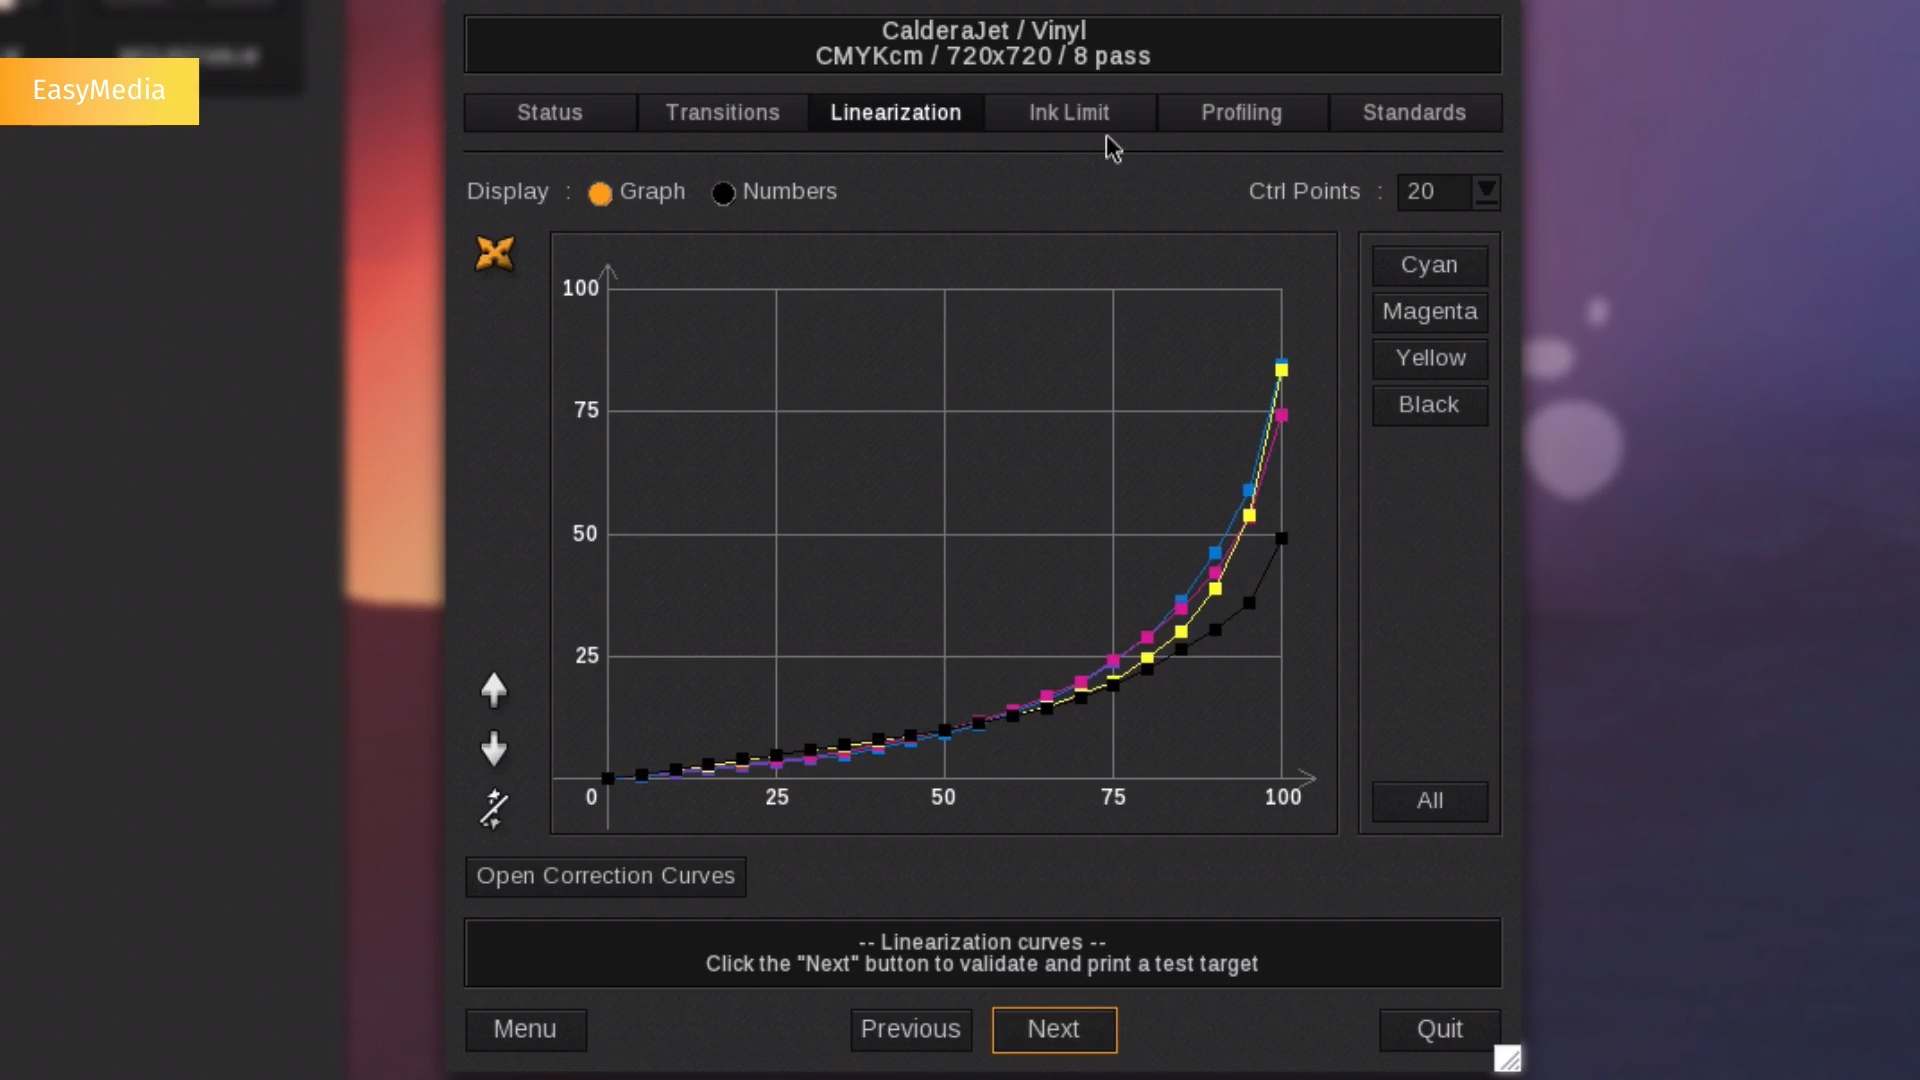 EasyMedia
CalderaJet / Vinyl
CMYKcm / 720x720 / 8 pass
Status Transitions Linearization Ink Limit Profiling Standards
Display : Graph Numbers Ctrl Points : 20
100
75
50
25
0 25 50 75 100
Cyan
Magenta
Yellow
Black
All
Open Correction Curves
-- Linearization curves --
Click the "Next" button to validate and print a test target
Menu Previous Next Quit